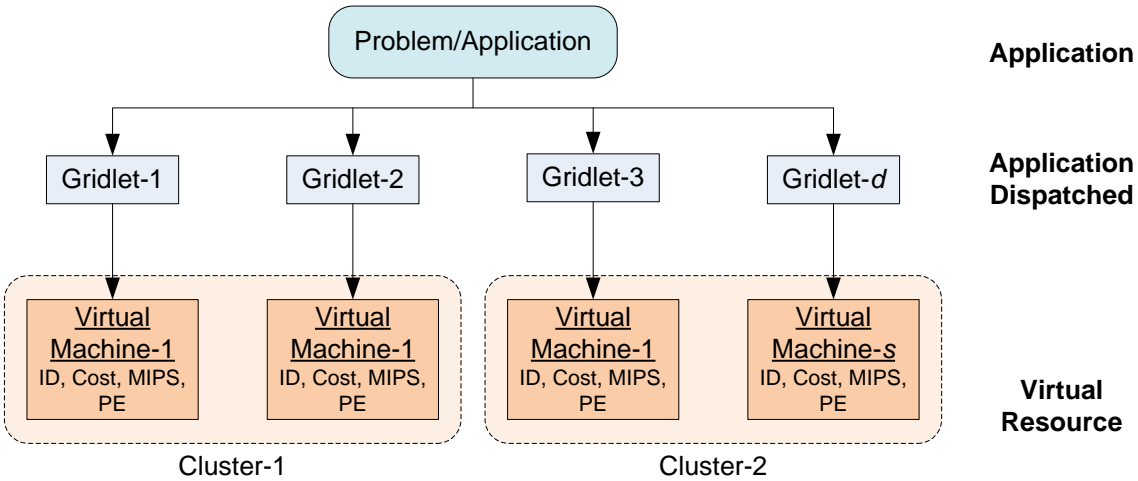 Problem/Application
Application
Gridlet-1
Gridlet-2
Gridlet-3
Gridlet-d
Application
Dispatched
Virtual
Machine-1
ID, Cost, MIPS,
PE
Virtual
Machine-1
ID, Cost, MIPS,
PE
Virtual
Machine-1
ID, Cost, MIPS,
PE
Virtual
Machine-s
ID, Cost, MIPS,
PE
Virtual
Resource
Cluster-1
Cluster-2